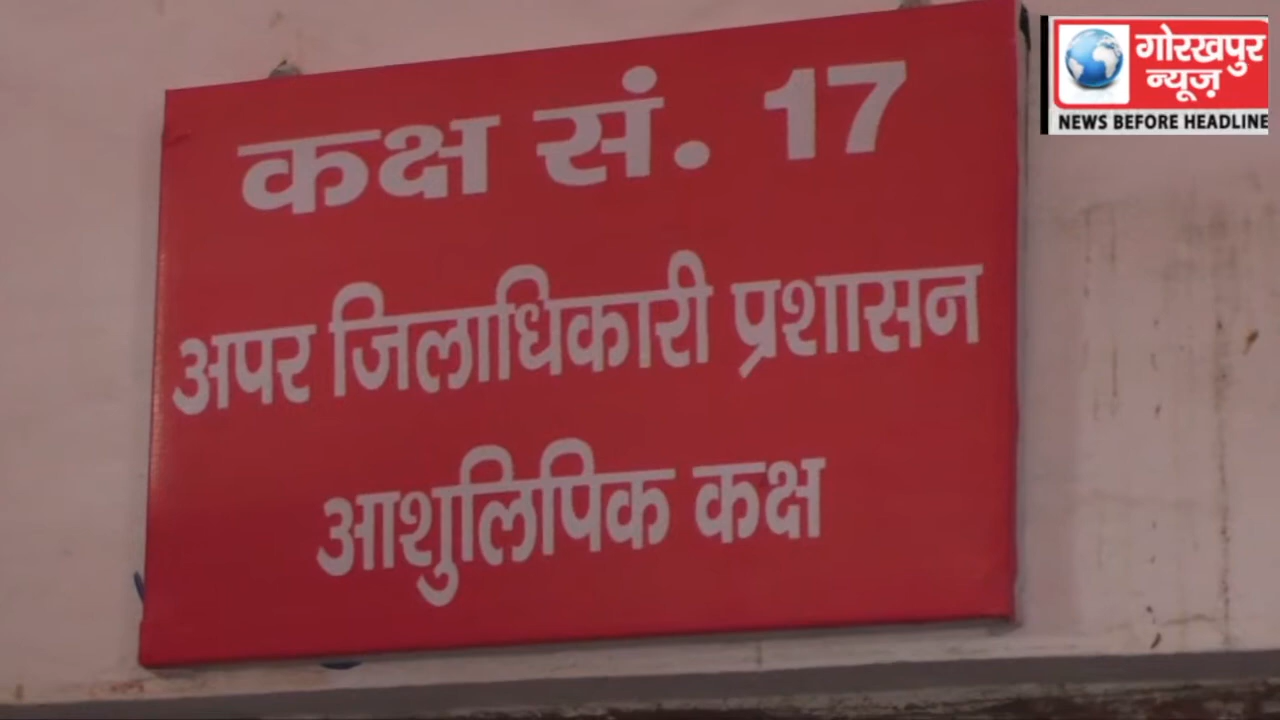 कक्ष सं. 17
अपर जिलाधिकारी प्रशासन
आशुलिपिक कक्ष
गोरखपुर
न्यूज़
NEWS BEFORE HEADLINE